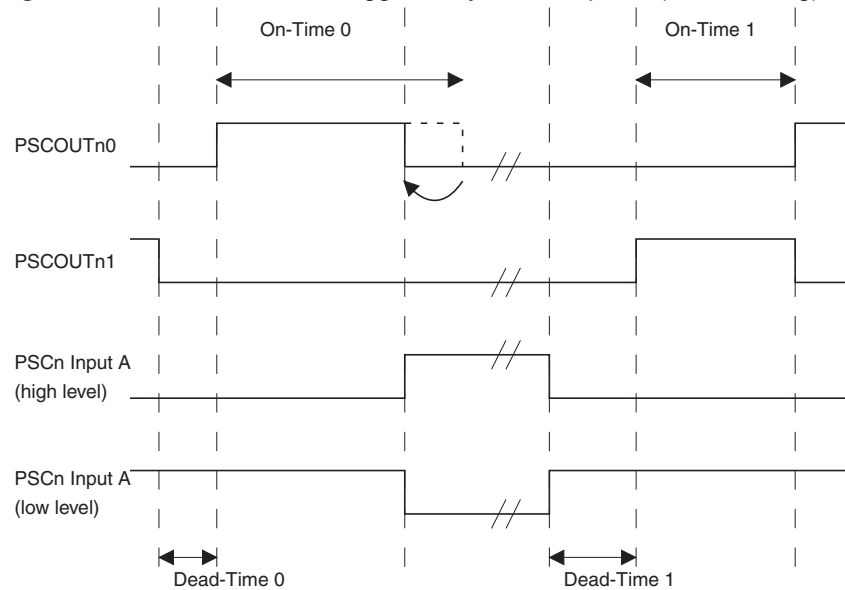 On-Time 0
On-Time 1
PSCOUTn0
PSCOUTn1
PSCn Input A
(high level)
PSCn Input A
(low level)
Dead-Time 0
Dead-Time 1